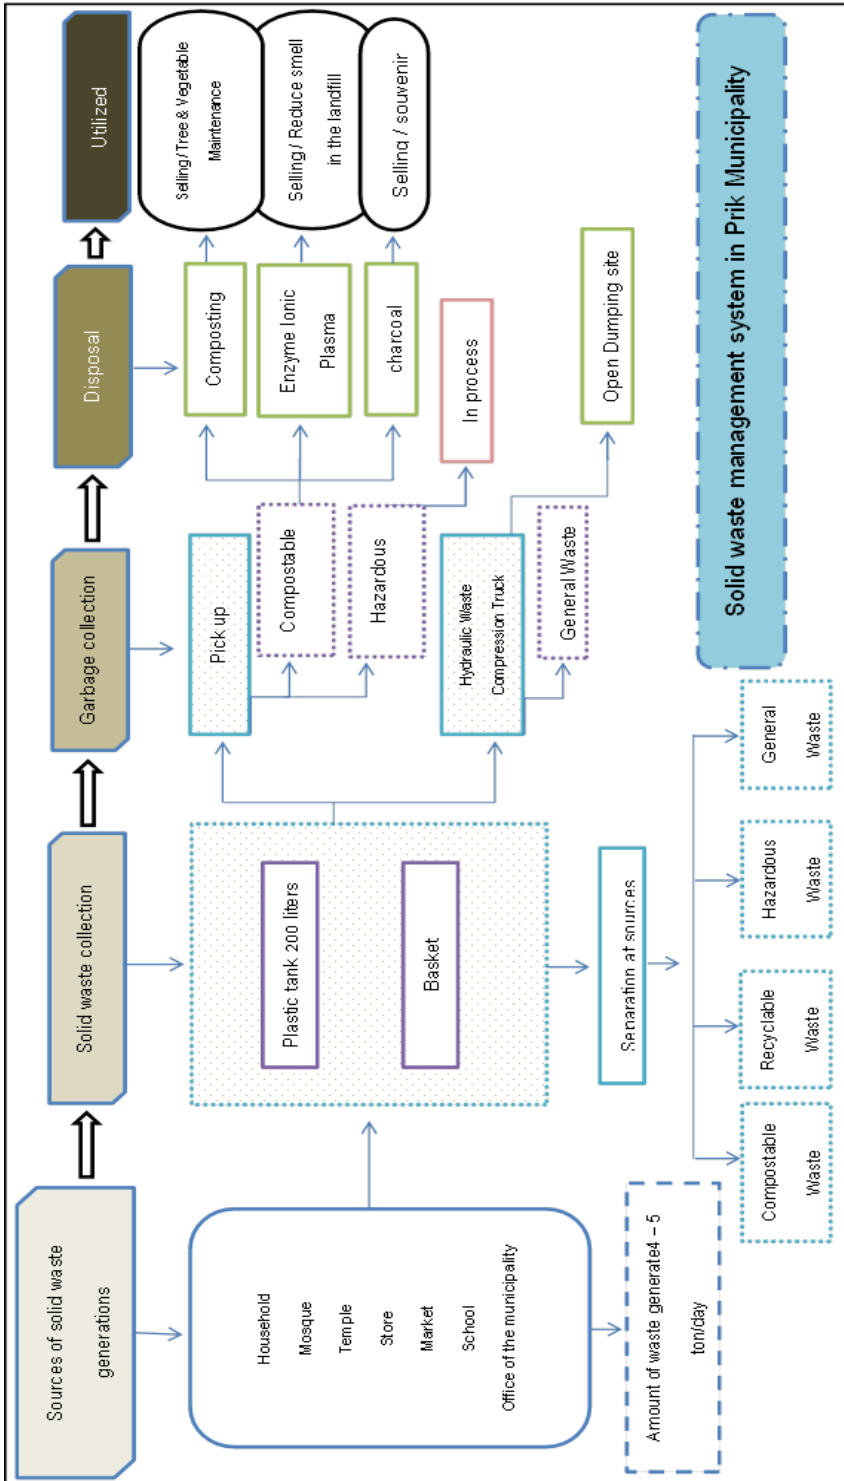 Sources of solid waste
generations
Solid waste collection
Garbage collection
Disposal
Utilized
Household
Mosque
Temple
Store
Market
School
Office of the municipality
Amount of waste generate4 – 5
ton/day
Plastic tank 200 liters
Basket
Separation at sources
Compostable
Waste
Recyclable
Waste
Hazardous
Waste
General
Waste
Pick up
Compostable
Hazardous
Hydraulic Waste
Compression Truck
General Waste
Composting
Enzyme Ionic
Plasma
charcoal
In process
Open Dumping site
Selling / Tree & Vegetable
Maintenance
Selling / Reduce smell
in the landfill
Selling / souvenir
Solid waste management system in Prik Municipality